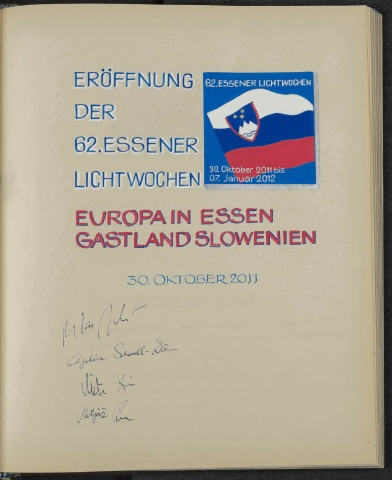 ERÖFFNUNG
DER
62. ESSENER
LICHTWOCHEN
62. ESSENER LICHTWOCHEN
30. Oktober 2011 bis
07. Januar 2012
EUROPA IN ESSEN
GASTLAND SLOWENIEN
30. OKTOBER 2011